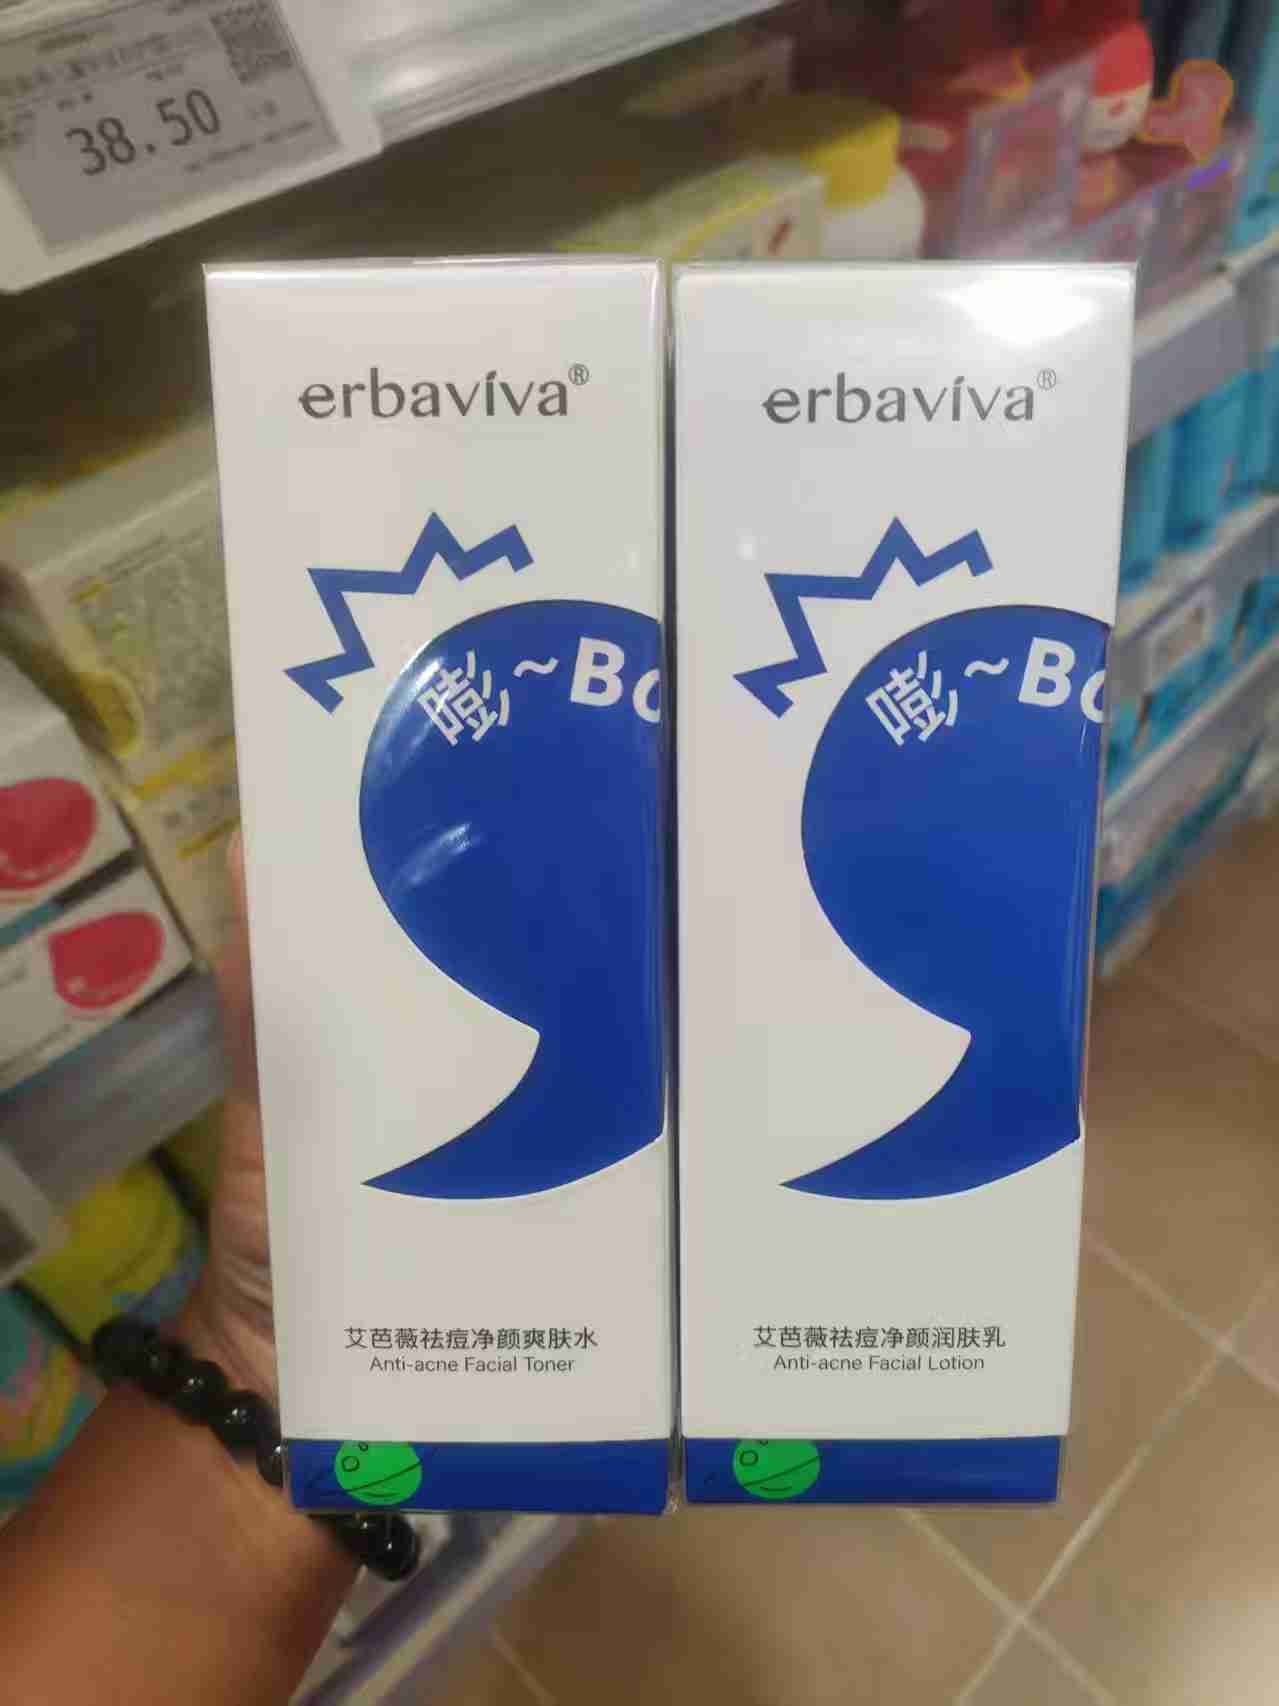 38.50
erbaviva®
嘭~Bo
艾芭薇祛痘净颜爽肤水
Anti-acne Facial Toner
erbaviva®
嘭~Bo
艾芭薇祛痘净颜润肤乳
Anti-acne Facial Lotion